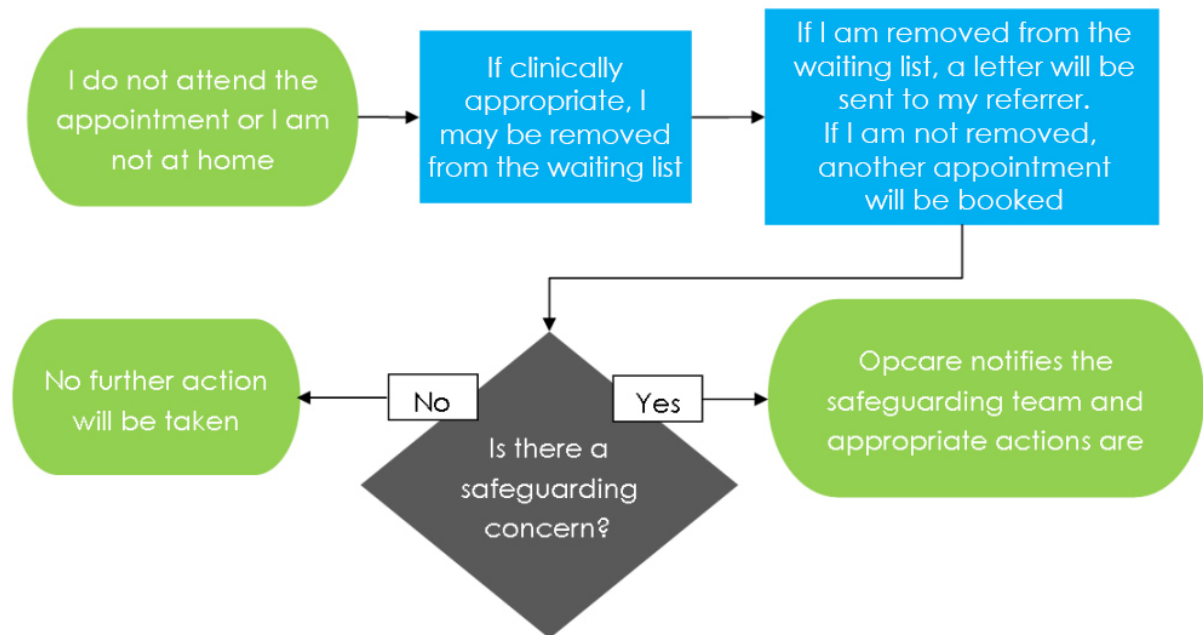 I do not attend the
appointment or I am
not at home
If clinically
appropriate, I
may be removed
from the waiting list
If I am removed from the
waiting list, a letter will be
sent to my referrer.
If I am not removed,
another appointment
will be booked
No further action
will be taken
No
Yes
Is there a
safeguarding
concern?
Opcare notifies the
safeguarding team and
appropriate actions are